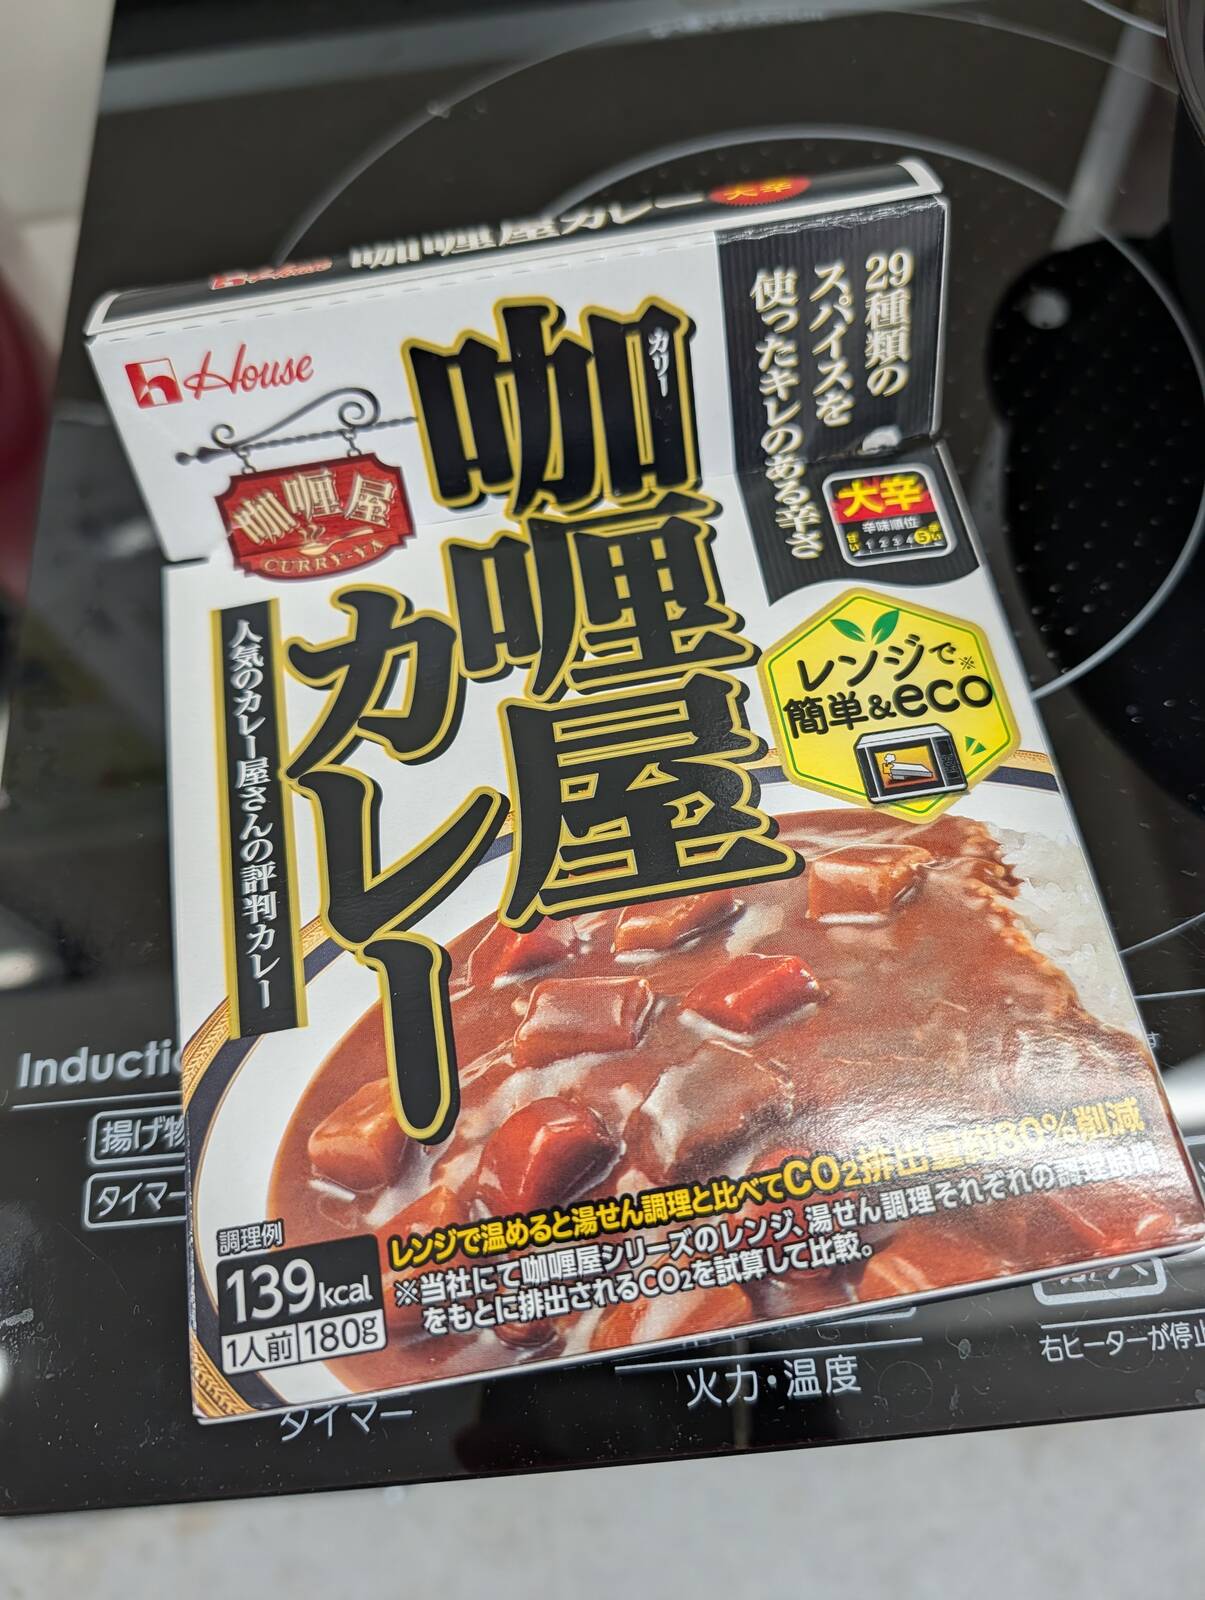 House 咖喱屋カレー 大辛
House
咖喱屋
CURRY-YA
カリー
咖喱屋
カレー
29種類の
スパイスを
使ったキレのある辛さ
大辛
辛味順位
甘い 1 2 3 4 5 辛い
レンジで※
簡単&eco
人気のカレー屋さんの評判カレー
レンジで温めると湯せん調理と比べてCO2排出量約80%削減
※当社にて咖喱屋シリーズのレンジ、湯せん調理それぞれの調理時間
をもとに排出されるCO2を試算して比較。
調理例
139kcal
1人前 180g
揚げ物
タイマー
タイマー
火力・温度
右ヒーターが停止